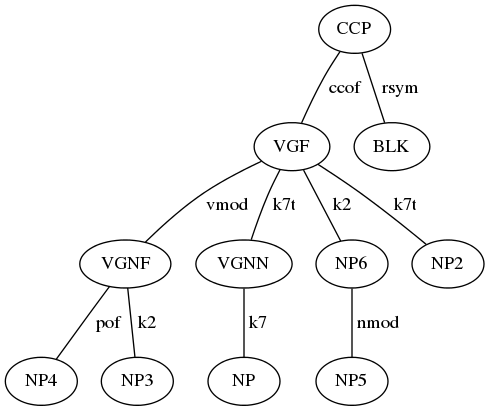 CCP
ccof rsym
VGF BLK
vmod k7t k2 k7t
VGNF VGNN NP6 NP2
pof k2 k7 nmod
NP4 NP3 NP NP5